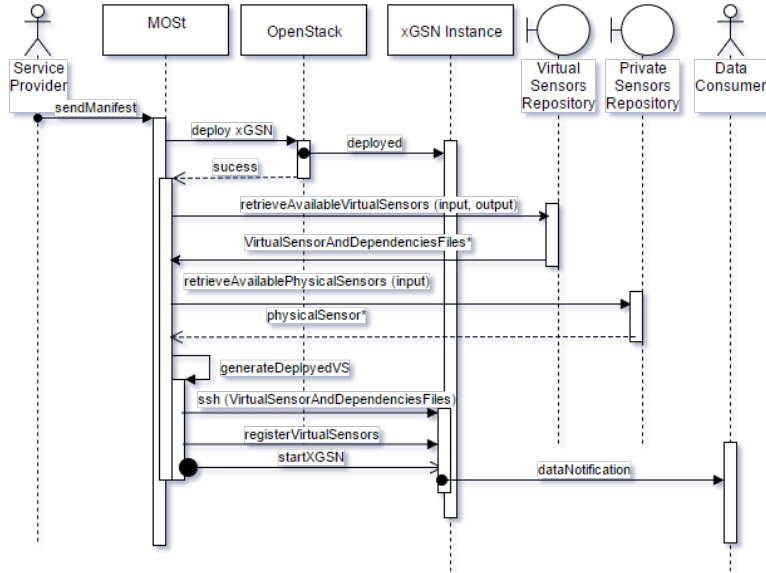 MOSt
OpenStack
xGSN Instance
Service
Provider
Virtual
Sensors
Repository
Private
Sensors
Repository
Data
Consumer
sendManifest
deploy xGSN
deployed
sucess
retrieveAvailableVirtualSensors (input, output)
VirtualSensorAndDependenciesFiles*
retrieveAvailablePhysicalSensors (input)
physicalSensor*
generateDeployedVS
ssh (VirtualSensorAndDependenciesFiles)
registerVirtualSensors
startXGSN
dataNotification